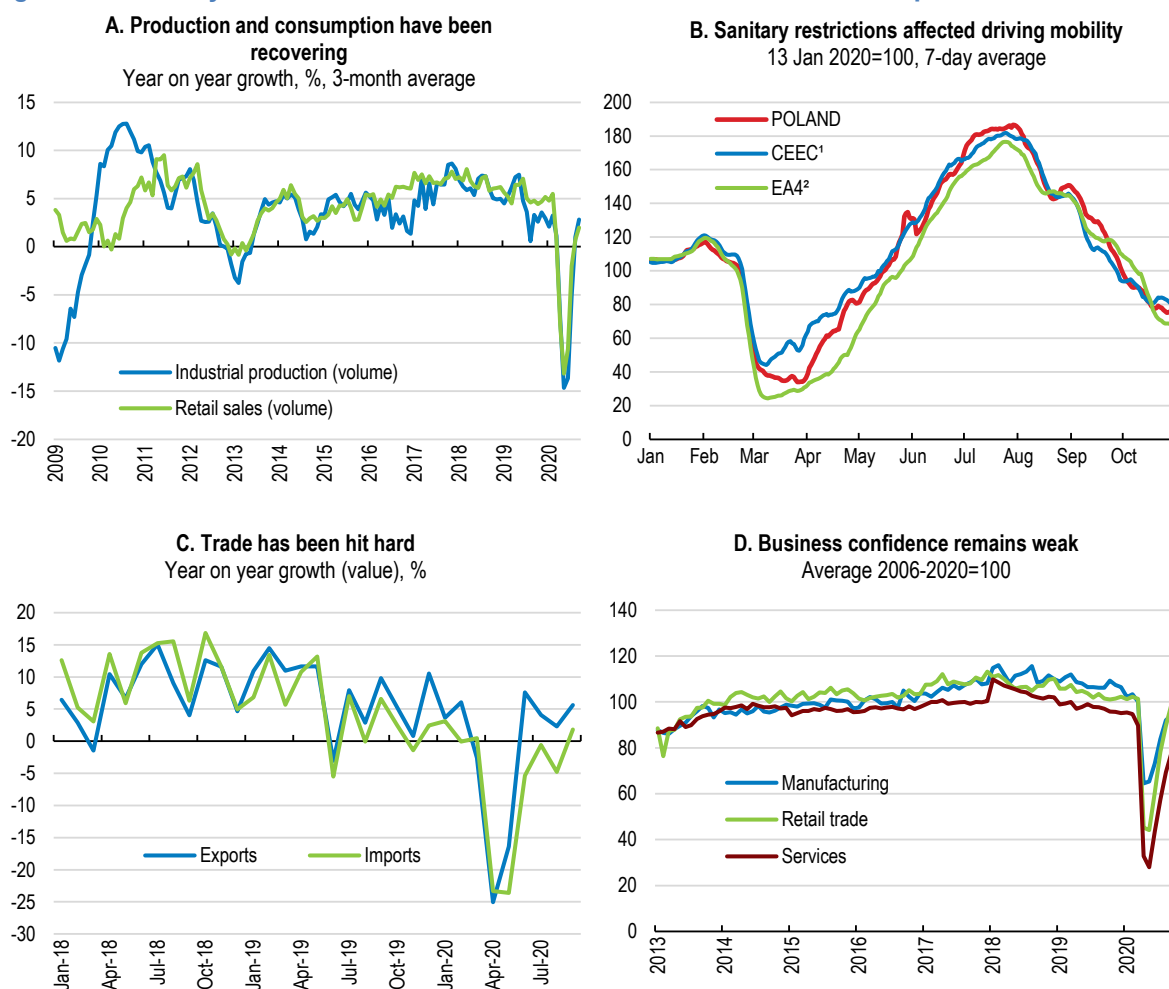 A. Production and consumption have been
recovering
Year on year growth, %, 3-month average
15
10
5
0
-5
-10
-15
-20
Industrial production (volume)
Retail sales (volume)
2009
2010
2011
2012
2013
2014
2015
2016
2017
2018
2019
2020
B. Sanitary restrictions affected driving mobility
13 Jan 2020=100, 7-day average
200
180
160
140
120
100
80
60
40
20
0
POLAND
CEEC¹
EA4²
Jan Feb Mar Apr May Jun Jul Aug Sep Oct
C. Trade has been hit hard
Year on year growth (value), %
20
15
10
5
0
-5
-10
-15
-20
-25
-30
Exports Imports
Jan-18
Apr-18
Jul-18
Oct-18
Jan-19
Apr-19
Jul-19
Oct-19
Jan-20
Apr-20
Jul-20
D. Business confidence remains weak
Average 2006-2020=100
140
120
100
80
60
40
20
0
Manufacturing
Retail trade
Services
2013
2014
2015
2016
2017
2018
2019
2020